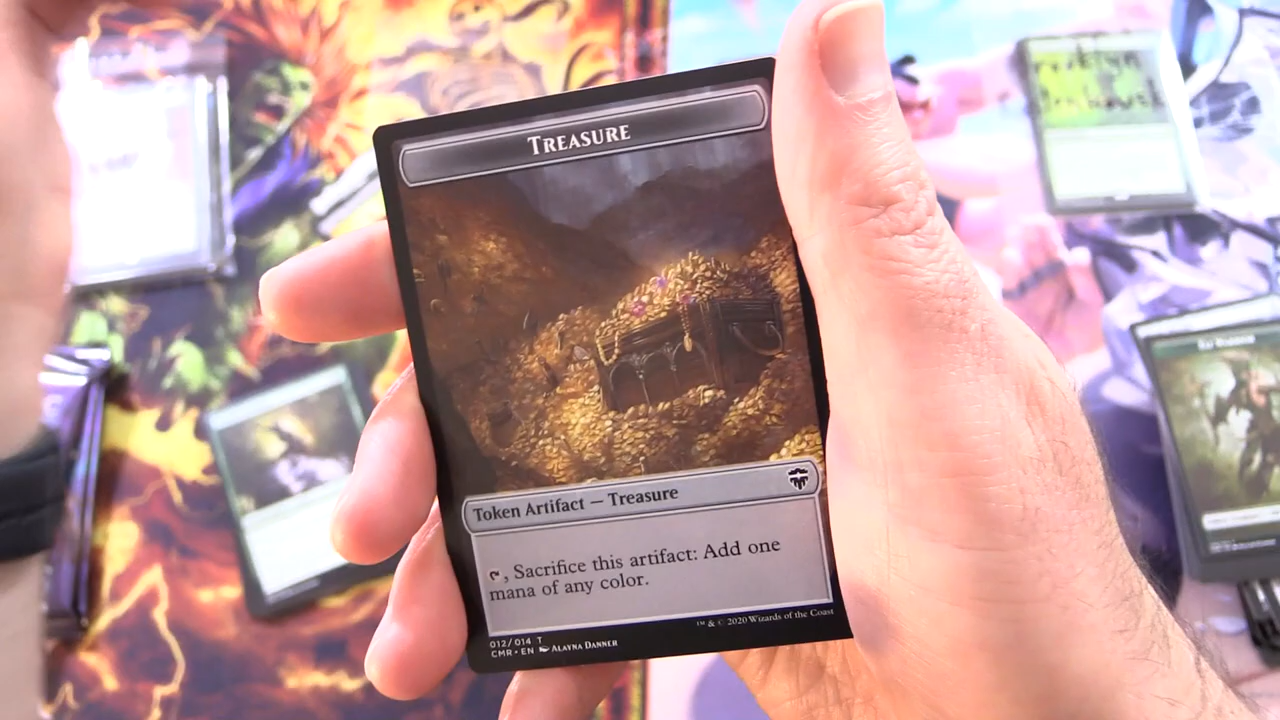 TREASURE
Token Artifact — Treasure
, Sacrifice this artifact: Add one
mana of any color.
012/014 T
CMR • EN ALAYNA DANNER
™ & © 2020 Wizards of the Coast